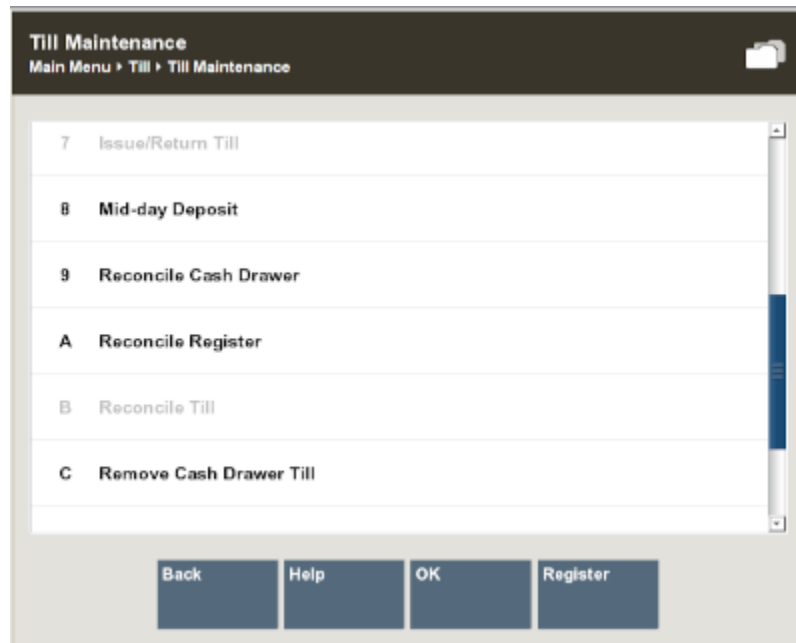 Till Maintenance
Main Menu ▸ Till ▸ Till Maintenance
7 Issue/Return Till
8 Mid-day Deposit
9 Reconcile Cash Drawer
A Reconcile Register
B Reconcile Till
C Remove Cash Drawer Till
Back Help OK Register